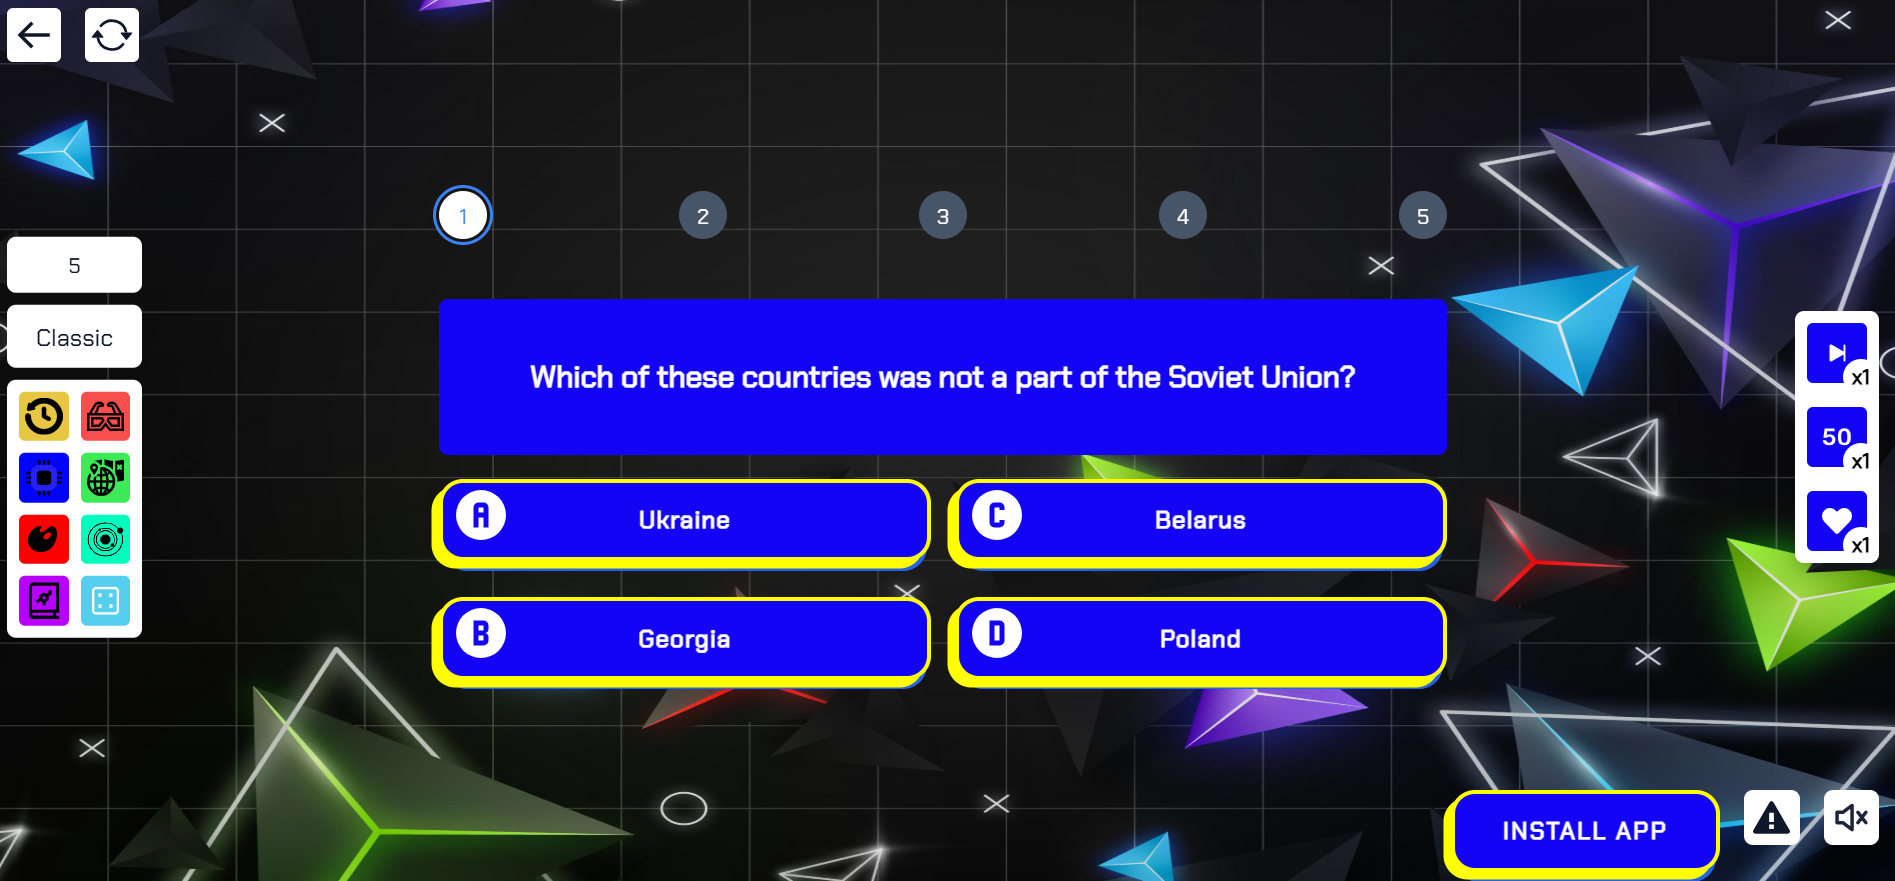 1
2
3
4
5
5
Classic
Which of these countries was not a part of the Soviet Union?
A
Ukraine
C
Belarus
B
Georgia
D
Poland
x1
50
x1
x1
INSTALL APP